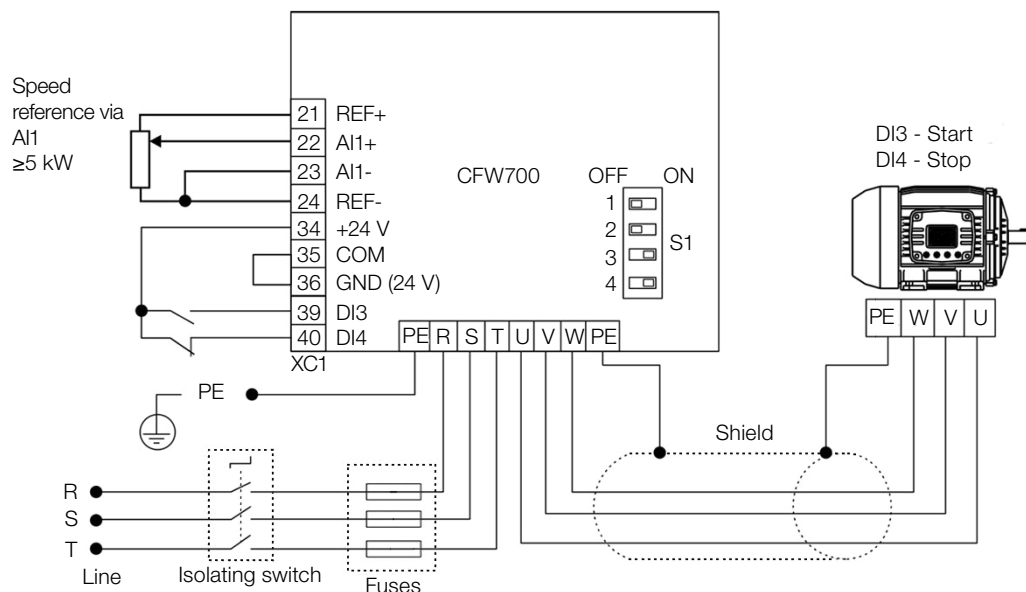 Speed
reference via
AI1
≥5 kW
21 REF+
22 AI1+
23 AI1-
24 REF-
34 +24 V
35 COM
36 GND (24 V)
39 DI3
40 DI4
XC1
CFW700
OFF ON
1
2
3
4
S1
DI3 - Start
DI4 - Stop
PE R S T U V W PE
PE W V U
PE
Shield
R
S
T
Line
Isolating switch
Fuses